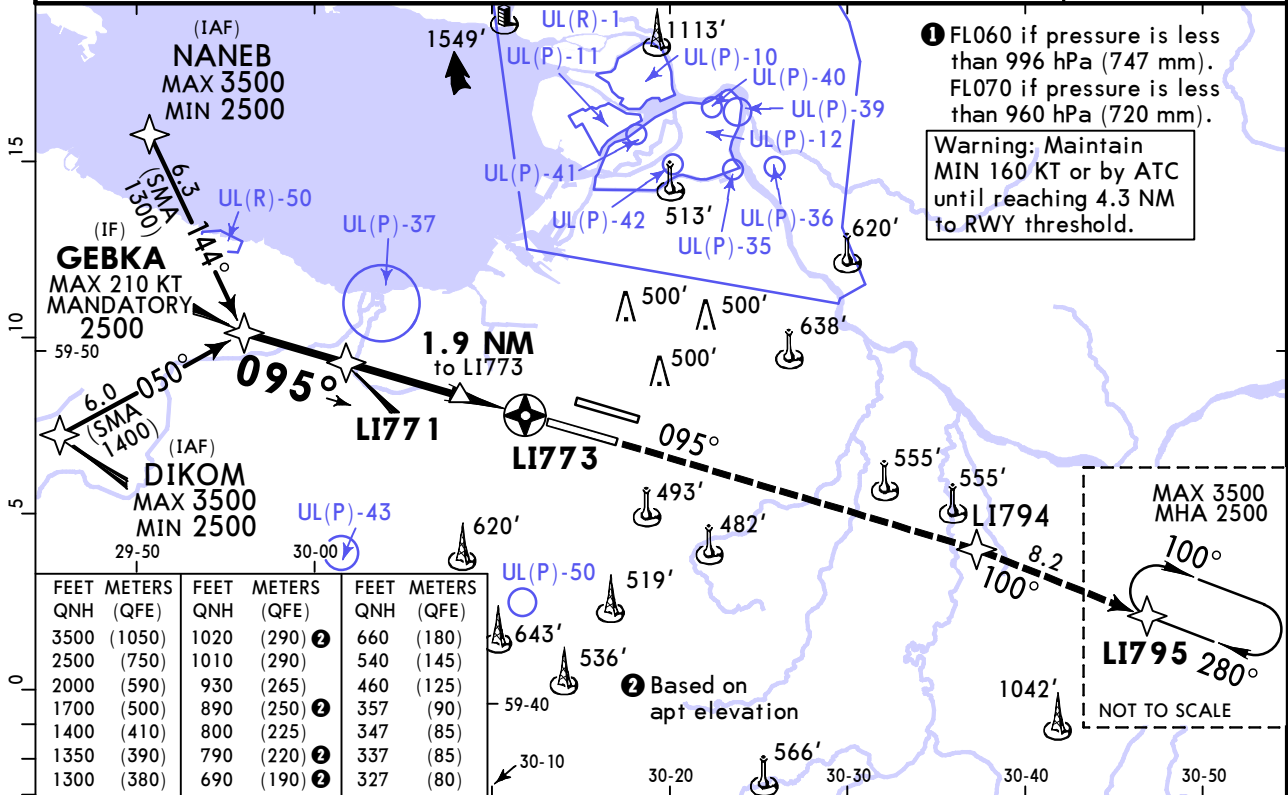 (IAF)
NANEB
MAX 3500
MIN 2500
1549'
UL(R)-1
1113'
UL(P)-11
UL(P)-10
UL(P)-40
UL(P)-39
UL(P)-12
UL(P)-41
UL(P)-42
513'
UL(P)-36
UL(P)-35
620'
❶ FL060 if pressure is less
than 996 hPa (747 mm).
FL070 if pressure is less
than 960 hPa (720 mm).
Warning: Maintain
MIN 160 KT or by ATC
until reaching 4.3 NM
to RWY threshold.
15
6.3
(SMA
1300)
144°
UL(R)-50
UL(P)-37
(IF)
GEBKA
MAX 210 KT
MANDATORY
2500
10
59-50
500'
500'
638'
500'
1.9 NM
to LI773
095°
LI771
LI773
095°
6.0
050°
(SMA
1400)
(IAF)
DIKOM
MAX 3500
MIN 2500
5
29-50
30-00
UL(P)-43
620'
493'
482'
555'
555'
LI794
100°
8.2
MAX 3500
MHA 2500
100°
LI795
280°
NOT TO SCALE
UL(P)-50
519'
643'
536'
❷ Based on
apt elevation
59-40
1042'
566'
0
30-10
30-20
30-30
30-40
30-50
FEET METERS FEET METERS FEET METERS
QNH (QFE) QNH (QFE) QNH (QFE)
3500 (1050) 1020 (290) ❷ 660 (180)
2500 (750) 1010 (290) 540 (145)
2000 (590) 930 (265) 460 (125)
1700 (500) 890 (250) ❷ 357 (90)
1400 (410) 800 (225) 347 (85)
1350 (390) 790 (220) ❷ 337 (85)
1300 (380) 690 (190) ❷ 327 (80)